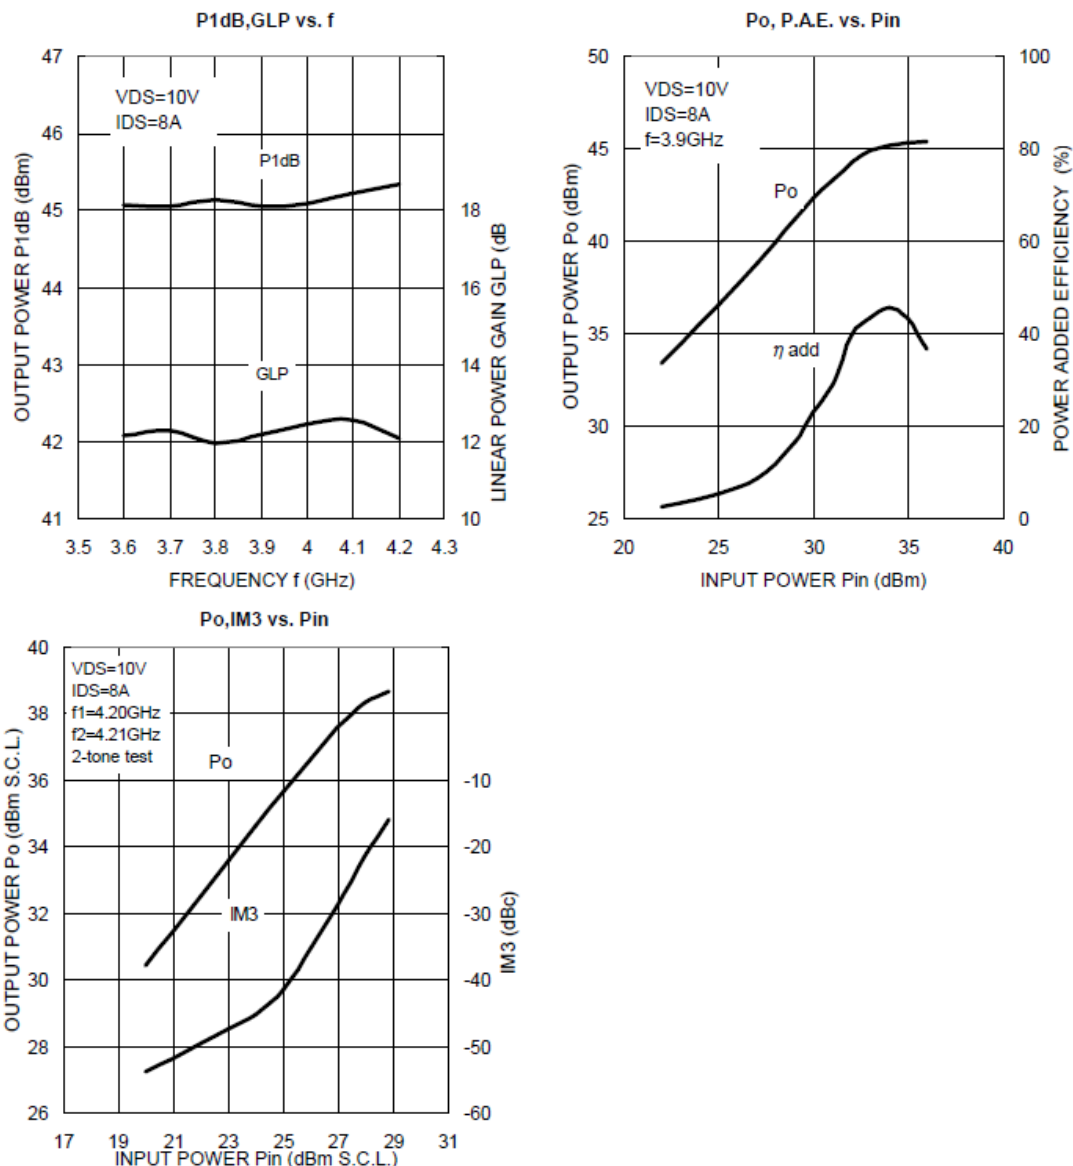 P1dB,GLP vs. f
47
46
45
44
43
42
41
OUTPUT POWER P1dB (dBm)
VDS=10V
IDS=8A
P1dB
GLP
18
16
14
12
10
LINEAR POWER GAIN GLP (dB
3.5 3.6 3.7 3.8 3.9 4 4.1 4.2 4.3
FREQUENCY f (GHz)
Po, P.A.E. vs. Pin
50
45
40
35
30
25
OUTPUT POWER Po (dBm)
VDS=10V
IDS=8A
f=3.9GHz
Po
η add
100
80
60
40
20
0
POWER ADDED EFFICIENCY (%)
20 25 30 35 40
INPUT POWER Pin (dBm)
Po,IM3 vs. Pin
40
38
36
34
32
30
28
26
OUTPUT POWER Po (dBm S.C.L.)
VDS=10V
IDS=8A
f1=4.20GHz
f2=4.21GHz
2-tone test
Po
IM3
-10
-20
-30
-40
-50
-60
IM3 (dBc)
17 19 21 23 25 27 29 31
INPUT POWER Pin (dBm S.C.L.)